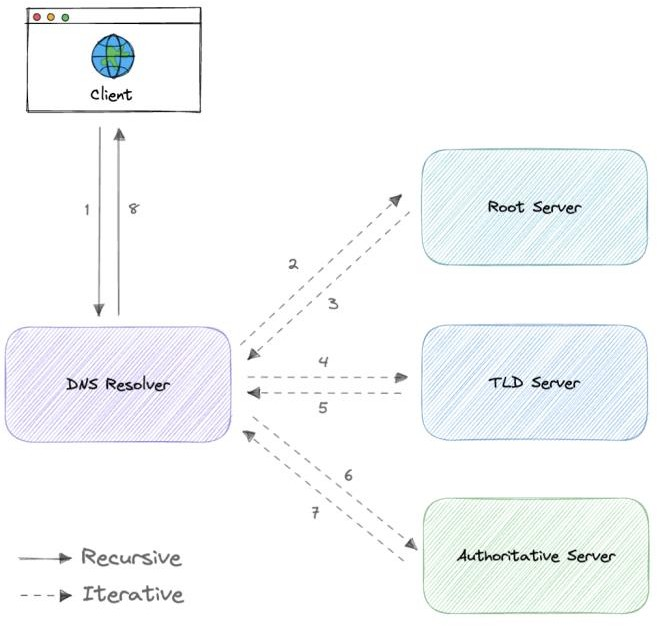 Client
1
8
Root Server
2
3
DNS Resolver
4
TLD Server
5
6
7
Authoritative Server
Recursive
Iterative